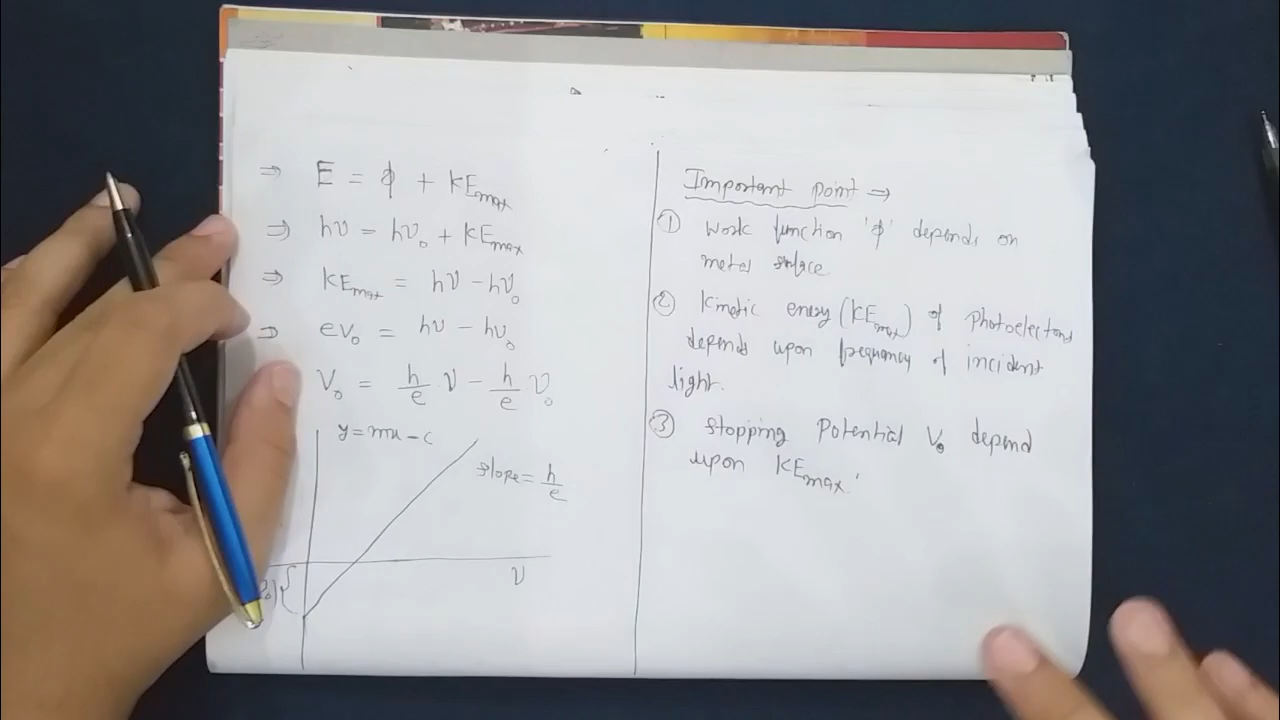 ⇒ E = ϕ + KEmax
⇒ hν = hν₀ + KEmax
⇒ KEmax = hν − hν₀
⇒ eV₀ = hν − hν₀
V₀ = h/e ν − h/e ν₀
y = mx − c
slope = h/e
ν
Important point ⇒
① Work function 'ϕ' depends on
metal surface
② Kinetic energy (KEmax) of Photoelectrons
depends upon frequency of incident
light.
③ Stopping Potential V₀ depend
upon KEmax.